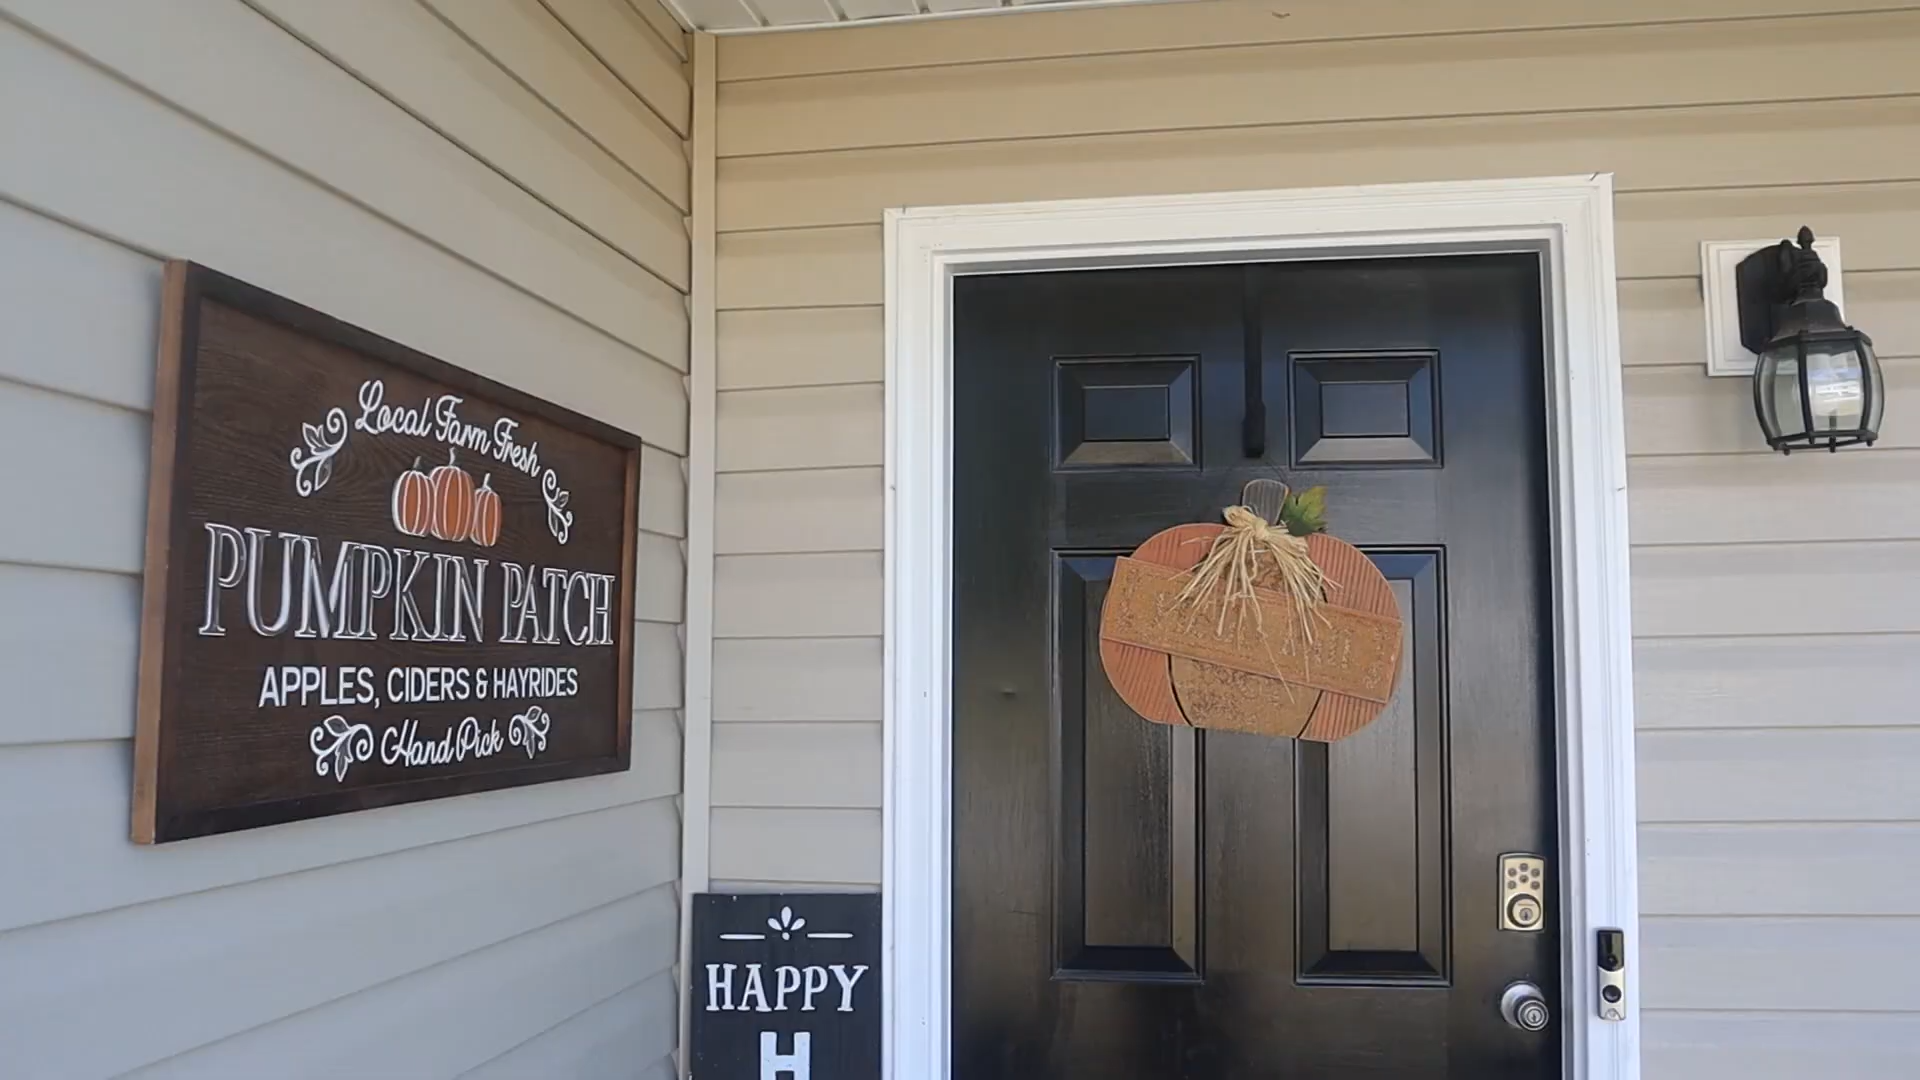 Local Farm Fresh
PUMPKIN PATCH
APPLES, CIDERS & HAYRIDES
Hand Pick
HAPPY
H